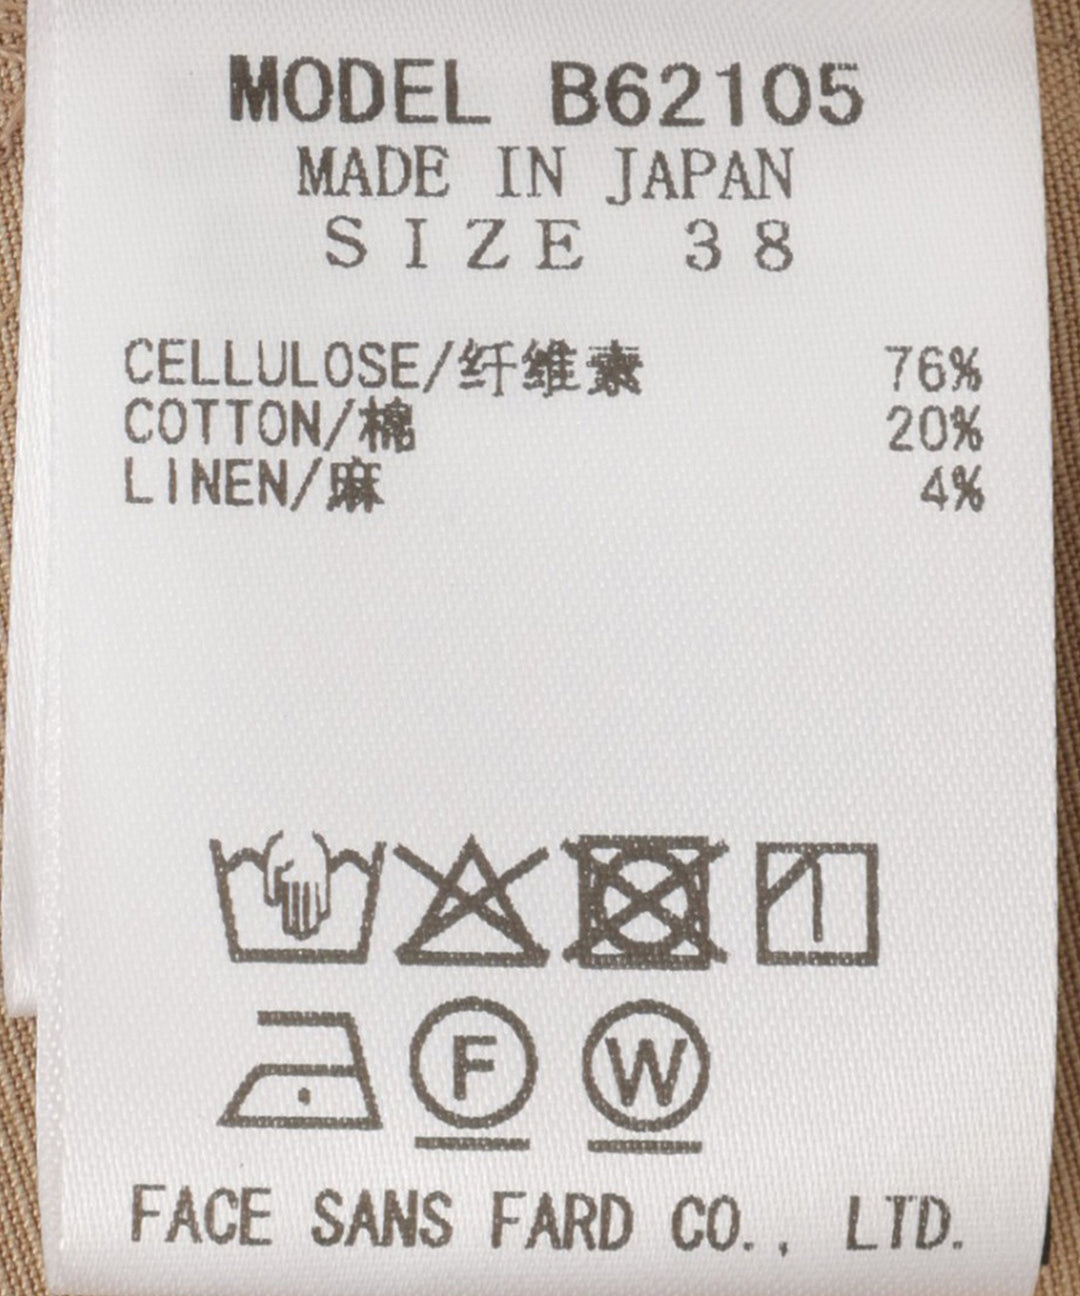 MODEL B62105
MADE IN JAPAN
SIZE 38
CELLULOSE/纤维素 76%
COTTON/棉 20%
LINEN/麻 4%
F W
FACE SANS FARD CO., LTD.